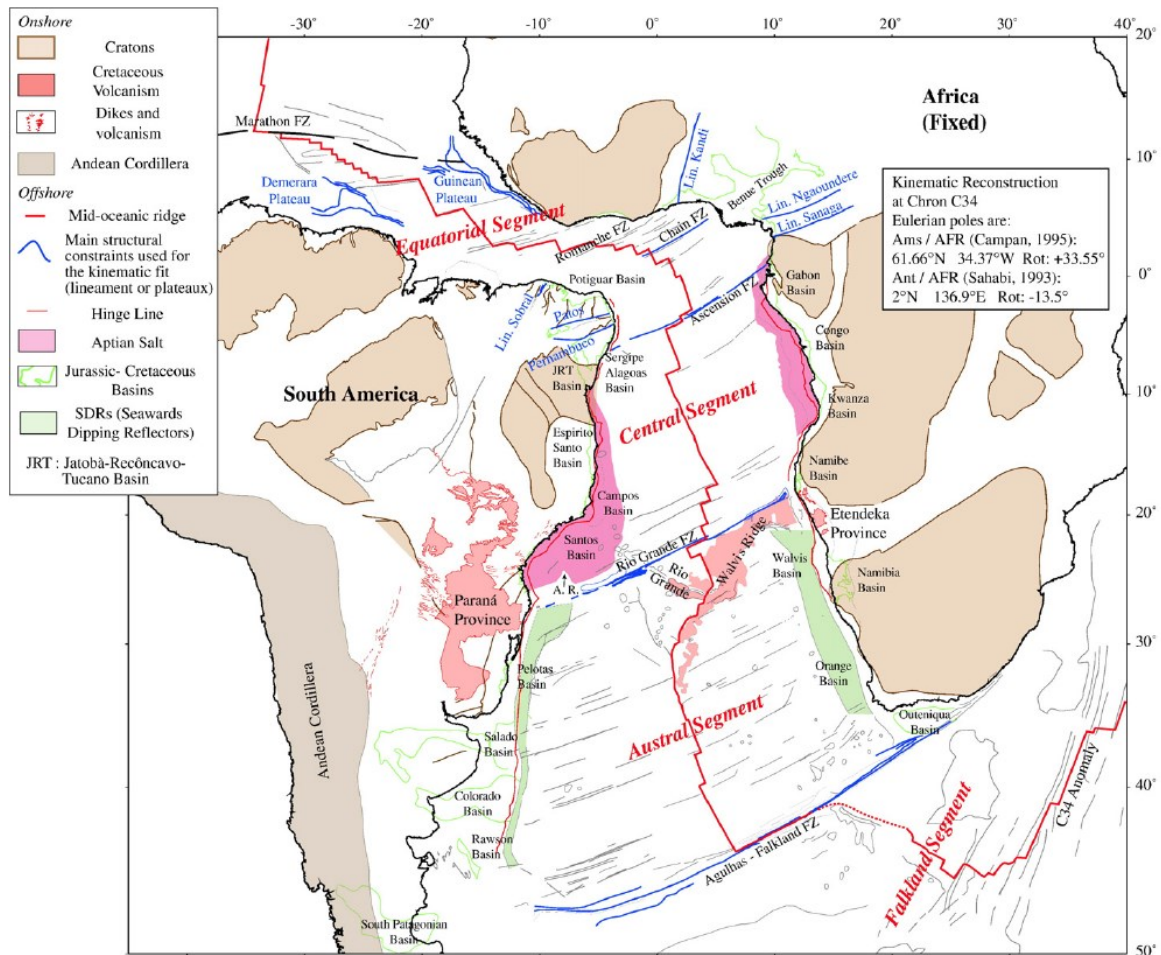 -20° -10° 0° 10° 20° 30° 40°
20°
10°
0°
10°
20°
30°
40°
50°
Onshore
Cratons
Cretaceous
Volcanism
Dikes and
volcanism
Andean Cordillera
Offshore
Mid-oceanic ridge
Main structural
constraints used for
the kinematic fit
(lineament or plateaux)
Hinge Line
Aptian Salt
Jurassic- Cretaceous
Basins
SDRs (Seawards
Dipping Reflectors)
JRT : Jatobà-Recôncavo-
Tucano Basin
Africa
(Fixed)
Kinematic Reconstruction
at Chron C34
Eulerian poles are:
Ams / AFR (Campan, 1995):
61.66°N 34.37°W Rot: +33.55°
Ant / AFR (Sahabi, 1993):
2°N 136.9°E Rot: -13.5°
Marathon FZ
Demerara
Plateau
Guinean
Plateau
Equatorial Segment
Romanche FZ
Chain FZ
Lin. Kandi
Benue Trough
Lin. Ngaoundere
Lin. Sanaga
Potiguar Basin
Ascension FZ
Gabon
Basin
Lin. Sobral
Patos
Pernambuco
Sergipe
Alagoas
Basin
JRT
Basin
Congo
Basin
Kwanza
Basin
South America
Central Segment
Espirito
Santo
Basin
Namibe
Basin
Campos
Basin
Santos
Basin
A. R.
Rio Grande FZ
Rio
Grande
Walvis Ridge
Walvis
Basin
Etendeka
Province
Namibia
Basin
Paraná
Province
Pelotas
Basin
Orange
Basin
Outeniqua
Basin
Austral Segment
Andean Cordillera
Salado
Basin
Colorado
Basin
Rawson
Basin
Agulhas - Falkland FZ
Falkland Segment
C34 Anomaly
South Patagonian
Basin